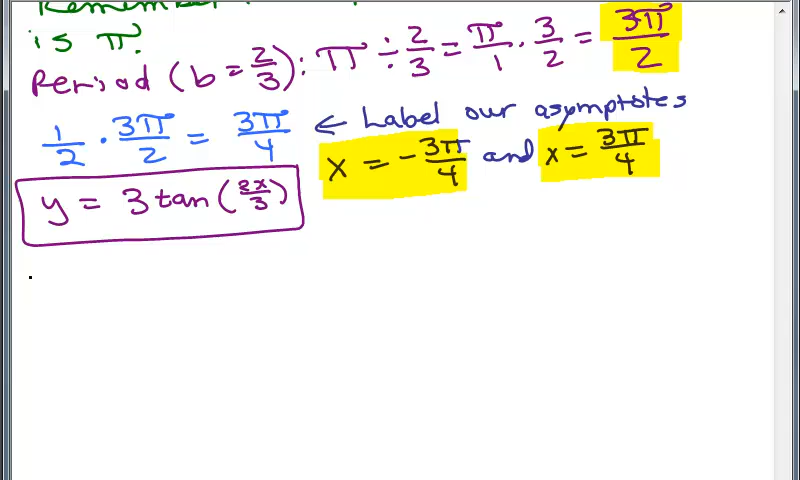 Remember
is π.
Period (b = 2/3): π ÷ 2/3 = π/1 · 3/2 = 3π/2
1/2 · 3π/2 = 3π/4 ← Label our asymptotes
x = -3π/4 and x = 3π/4
y = 3 tan (2x/3)